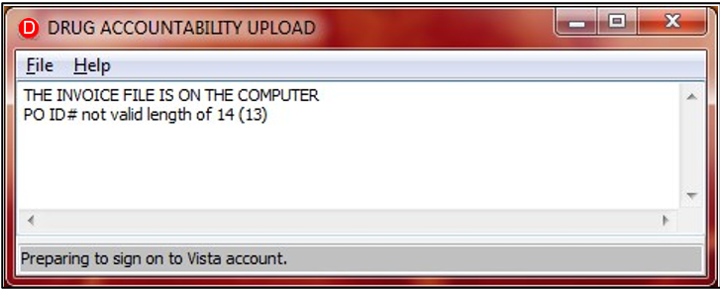 D DRUG ACCOUNTABILITY UPLOAD
File Help
THE INVOICE FILE IS ON THE COMPUTER
PO ID# not valid length of 14 (13)
Preparing to sign on to Vista account.